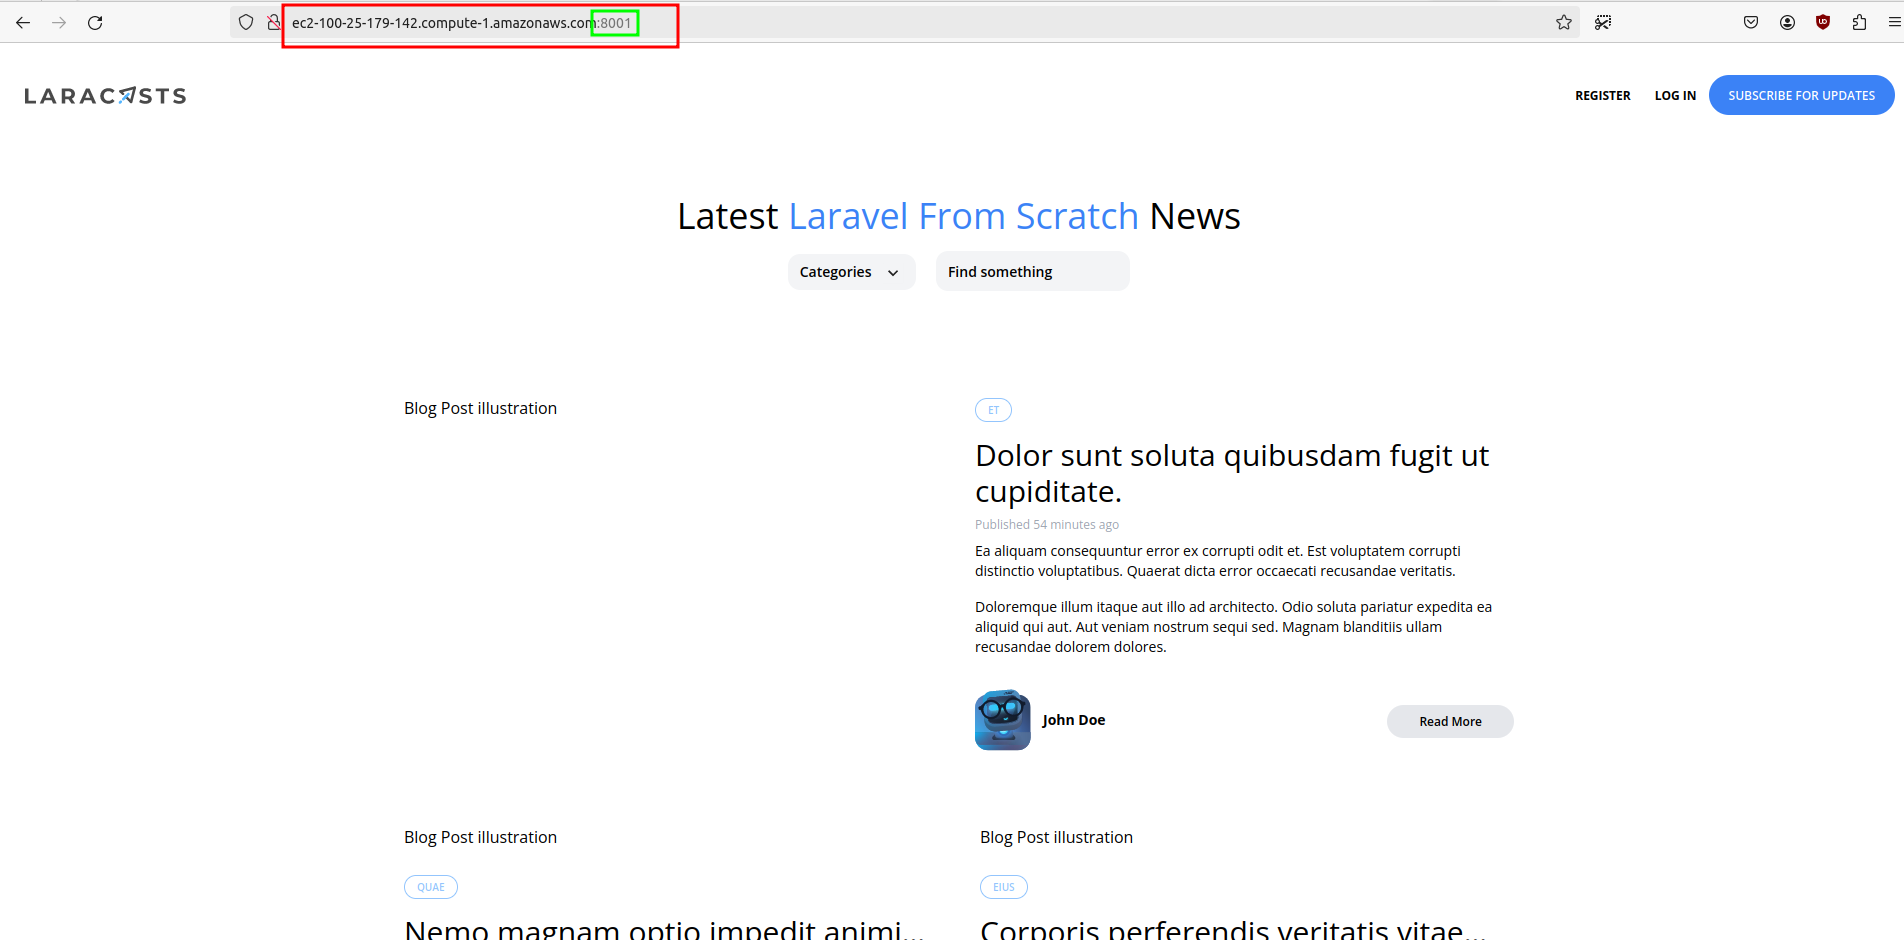 ec2-100-25-179-142.compute-1.amazonaws.com:8001
LARACASTS
REGISTER
LOG IN
SUBSCRIBE FOR UPDATES
Latest Laravel From Scratch News
Categories
Find something
Blog Post illustration
ET
Dolor sunt soluta quibusdam fugit ut
cupiditate.
Published 54 minutes ago
Ea aliquam consequuntur error ex corrupti odit et. Est voluptatem corrupti
distinctio voluptatibus. Quaerat dicta error occaecati recusandae veritatis.
Doloremque illum itaque aut illo ad architecto. Odio soluta pariatur expedita ea
aliquid qui aut. Aut veniam nostrum sequi sed. Magnam blanditiis ullam
recusandae dolorem dolores.
John Doe
Read More
Blog Post illustration
QUAE
Nemo magnam optio impedit animi...
Blog Post illustration
EIUS
Corporis perferendis veritatis vitae...